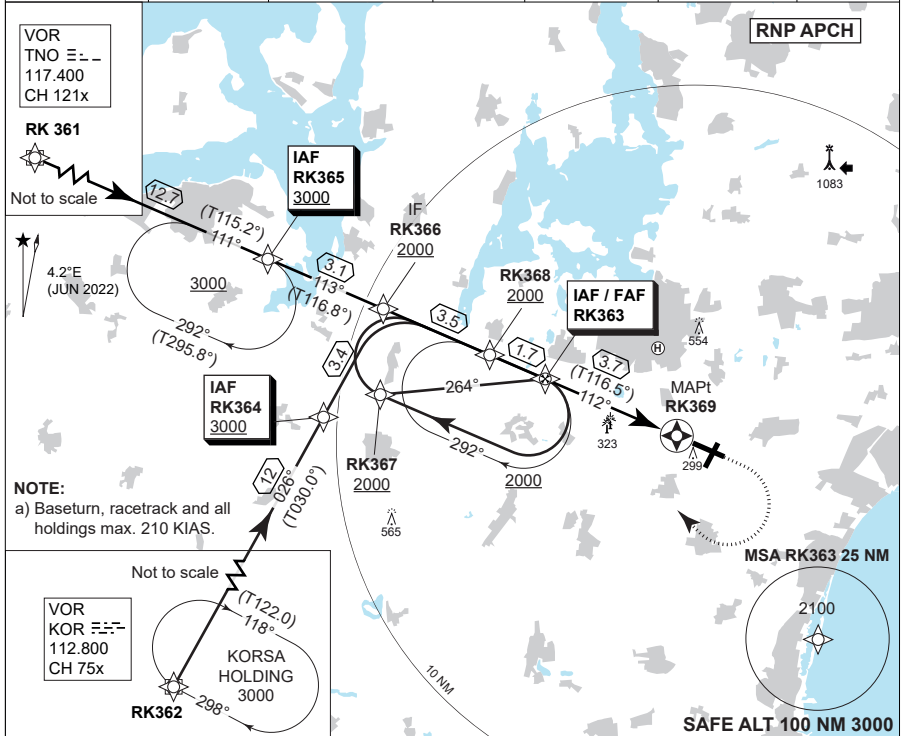 RNP APCH
VOR
TNO
117.400
CH 121x
RK 361
Not to scale
12.7
(T115.2°)
111°
IAF
RK365
3000
1083
4.2°E
(JUN 2022)
3000
292°
(T295.8°)
3.1
113°
(T116.8°)
IF
RK366
2000
3.5
RK368
2000
1.7
IAF / FAF
RK363
554
H
3.7
(T116.5°)
112°
MAPt
RK369
323
299
3.4
264°
IAF
RK364
3000
RK367
2000
292°
2000
565
12
026°
(T030.0°)
NOTE:
a) Baseturn, racetrack and all
holdings max. 210 KIAS.
Not to scale
VOR
KOR
112.800
CH 75x
(T122.0)
118°
KORSA
HOLDING
3000
298°
RK362
10 NM
MSA RK363 25 NM
2100
SAFE ALT 100 NM 3000